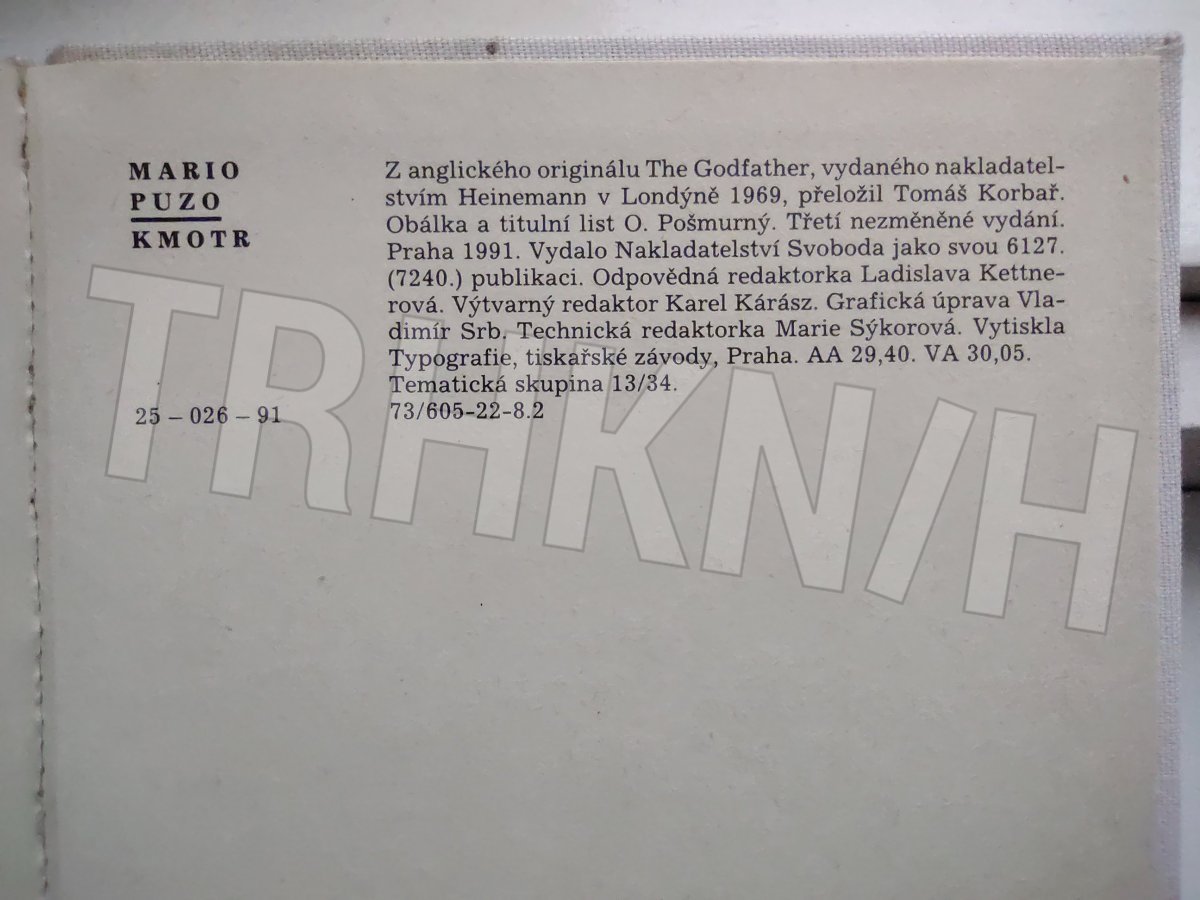 MARIO
PUZO
KMOTR
25 – 026 – 91
Z anglického originálu The Godfather, vydaného nakladatel-
stvím Heinemann v Londýně 1969, přeložil Tomáš Korbař.
Obálka a titulní list O. Pošmurný. Třetí nezměněné vydání.
Praha 1991. Vydalo Nakladatelství Svoboda jako svou 6127.
(7240.) publikaci. Odpovědná redaktorka Ladislava Kettne-
rová. Výtvarný redaktor Karel Kárász. Grafická úprava Vla-
dimír Srb. Technická redaktorka Marie Sýkorová. Vytiskla
Typografie, tiskařské závody, Praha. AA 29,40. VA 30,05.
Tematická skupina 13/34.
73/605-22-8.2
TRHKN/H